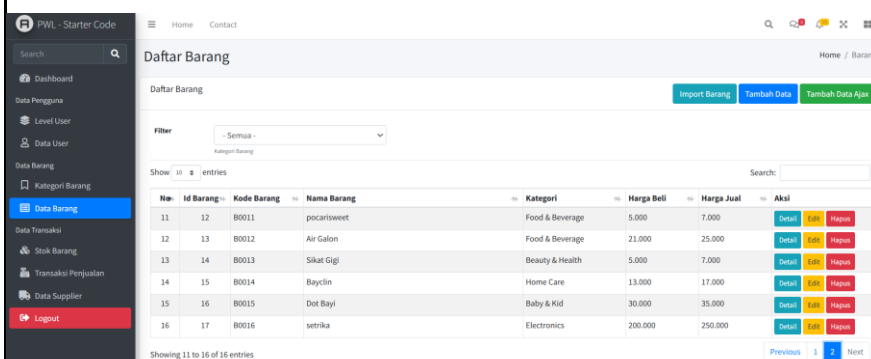 PWL - Starter Code
Home Contact
Search
Daftar Barang
Home / Baran
Dashboard
Data Pengguna
Daftar Barang
Import Barang Tambah Data Tambah Data Ajax
Level User
Data User
Filter
- Semua -
Kategori Barang
Data Barang
Kategori Barang
Show 10 entries
Search:
Data Barang
No Id Barang Kode Barang Nama Barang Kategori Harga Beli Harga Jual Aksi
11 12 B0011 pocarisweet Food & Beverage 5.000 7.000 Detail Edit Hapus
Data Transaksi
12 13 B0012 Air Galon Food & Beverage 21.000 25.000 Detail Edit Hapus
Stok Barang
13 14 B0013 Sikat Gigi Beauty & Health 5.000 7.000 Detail Edit Hapus
Transaksi Penjualan
14 15 B0014 Bayclin Home Care 13.000 17.000 Detail Edit Hapus
Data Supplier
15 16 B0015 Dot Bayi Baby & Kid 30.000 35.000 Detail Edit Hapus
Logout
16 17 B0016 setrika Electronics 200.000 250.000 Detail Edit Hapus
Showing 11 to 16 of 16 entries
Previous 1 2 Next